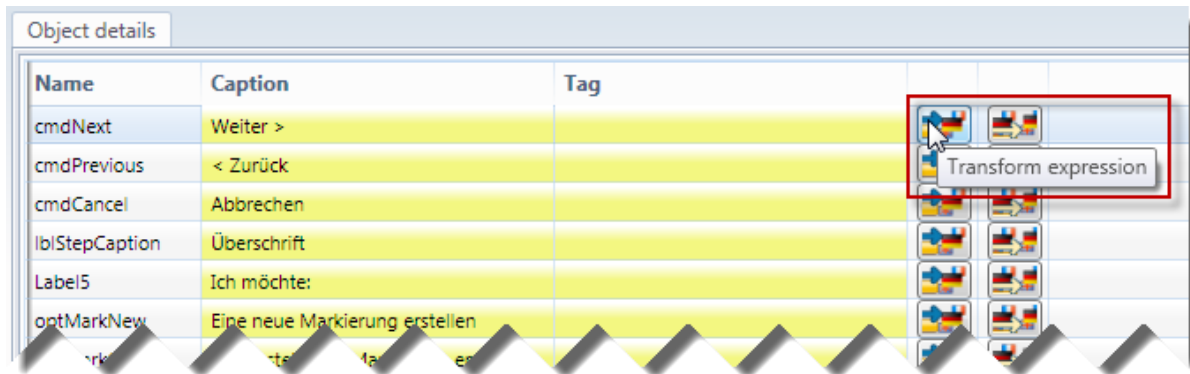 Object details
Name Caption Tag
cmdNext Weiter >
Transform expression
cmdPrevious < Zurück
cmdCancel Abbrechen
lblStepCaption Überschrift
Label5 Ich möchte:
optMarkNew Eine neue Markierung erstellen